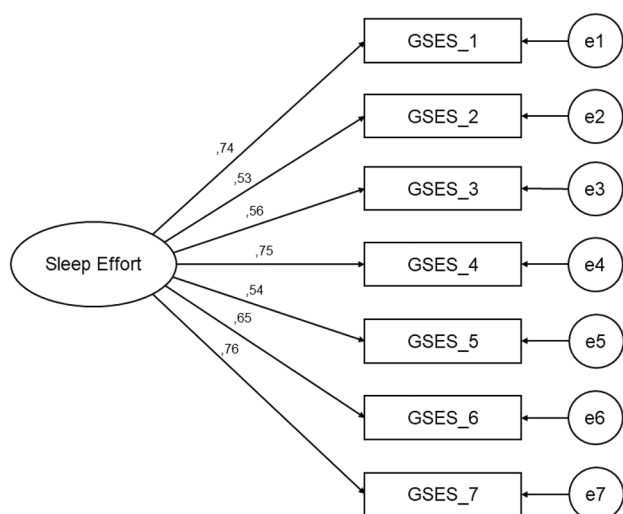 GSES_1
e1
GSES_2
e2
,74
,53
GSES_3
e3
,56
Sleep Effort
,75
GSES_4
e4
,54
,65
GSES_5
e5
,76
GSES_6
e6
GSES_7
e7